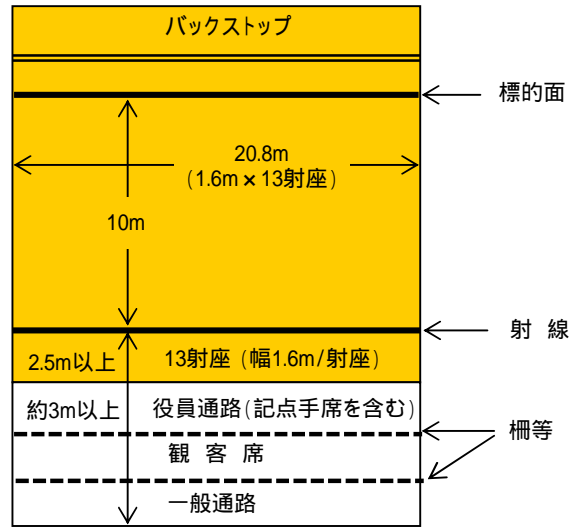 バックストップ
標的面
20.8m
(1.6m×13射座)
10m
射 線
2.5m以上
13射座 (幅1.6m/射座)
約3m以上
役員通路(記点手席を含む)
柵等
観 客 席
一般通路